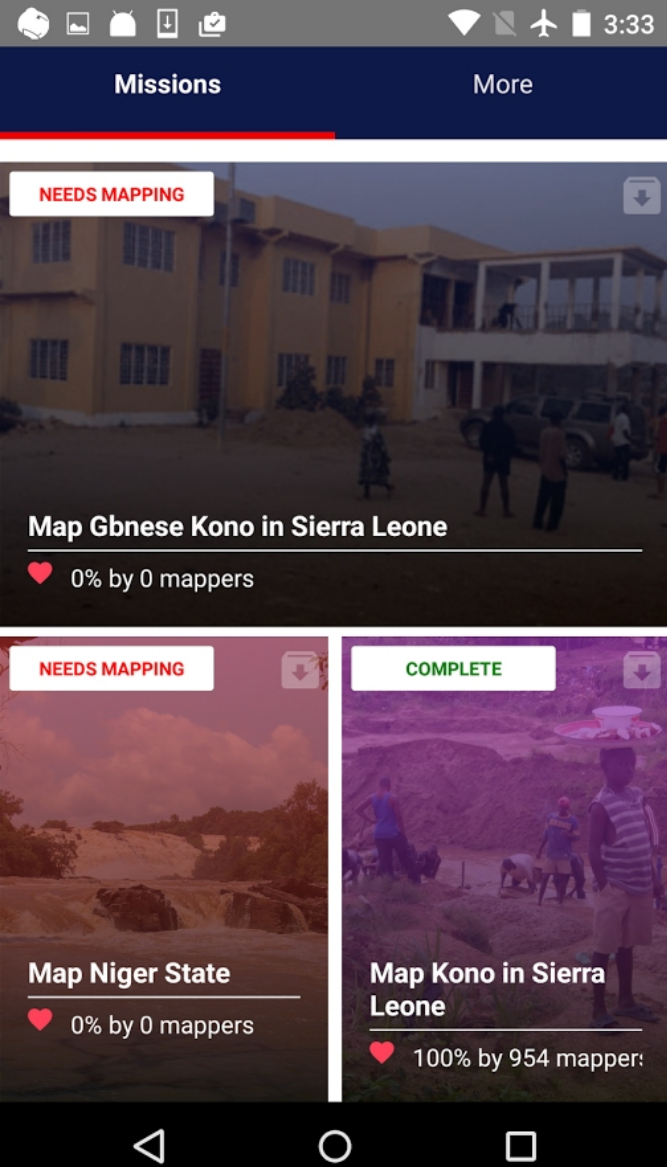 3:33
Missions
More
NEEDS MAPPING
Map Gbnese Kono in Sierra Leone
0% by 0 mappers
NEEDS MAPPING
Map Niger State
0% by 0 mappers
COMPLETE
Map Kono in Sierra
Leone
100% by 954 mappers